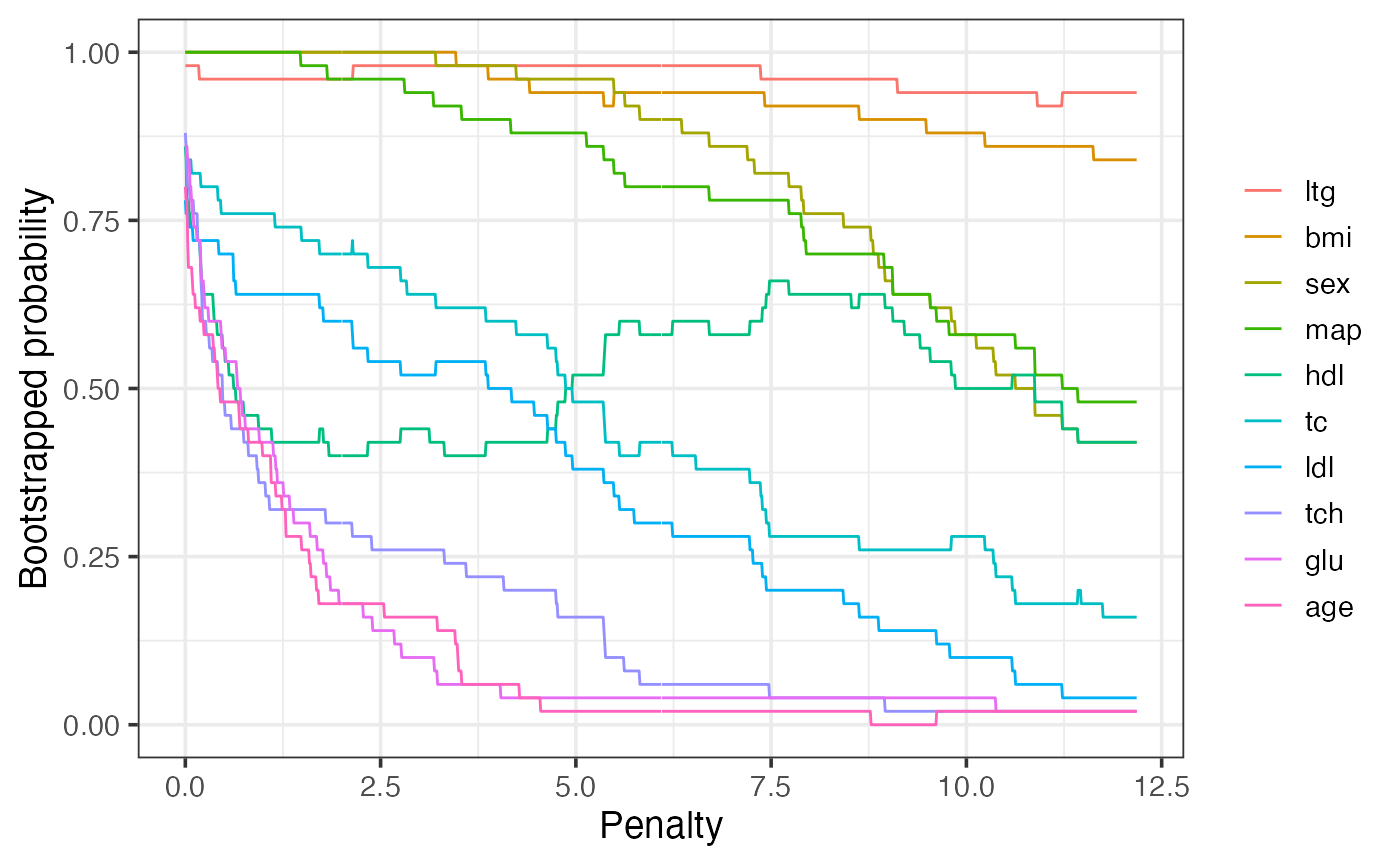 Bootstrapped probability
1.00
0.75
0.50
0.25
0.00
0.0 2.5 5.0 7.5 10.0 12.5
Penalty
ltg
bmi
sex
map
hdl
tc
ldl
tch
glu
age